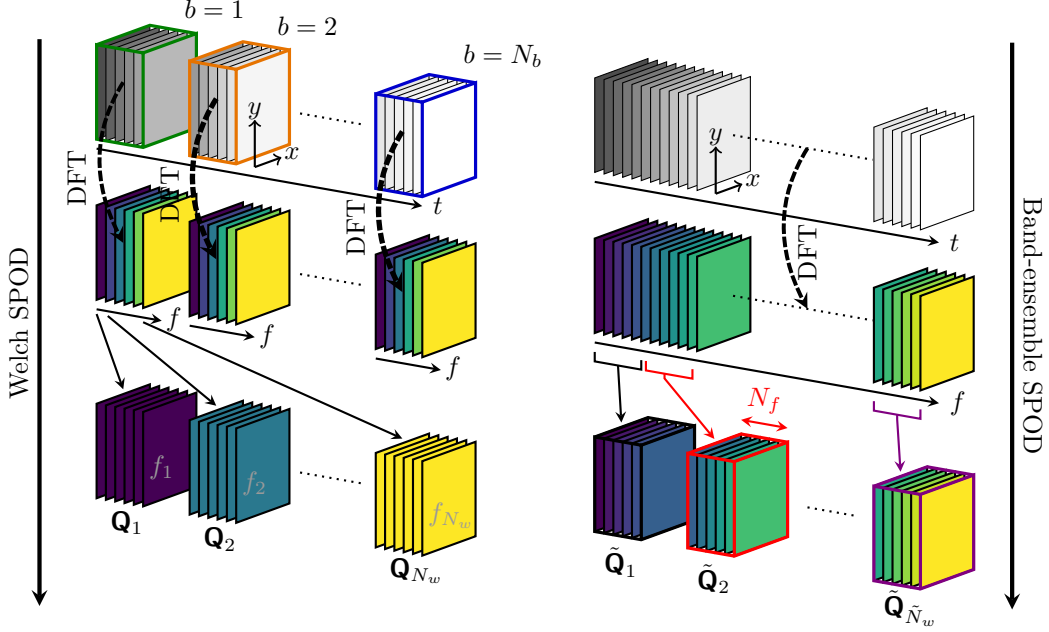 b = 1
b = 2
b = N_b
y
x
t
DFT
DFT
DFT
f
f
f
f_1
f_2
f_{N_w}
Q_1
Q_2
Q_{N_w}
Welch SPOD
y
x
t
DFT
f
N_f
Q̃_1
Q̃_2
Q̃_{Ñ_w}
Band-ensemble SPOD